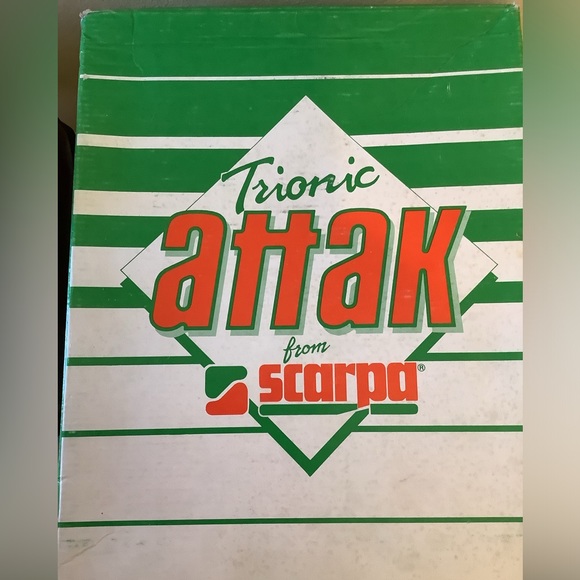 Trionic
attak
from
scarpa®